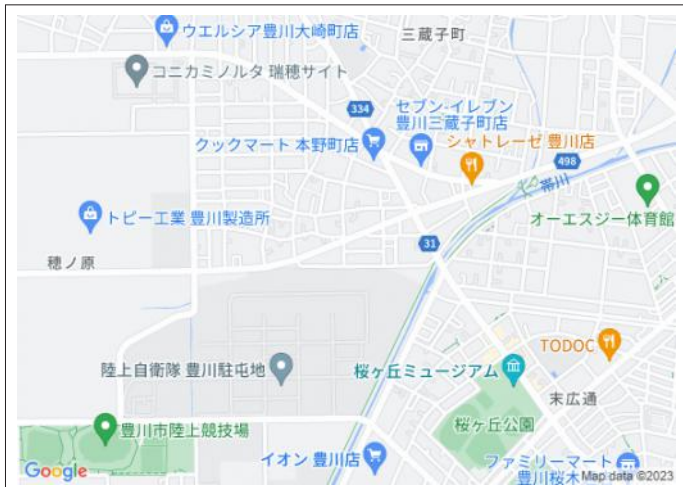 ウエルシア豊川大崎町店
三蔵子町
コニカミノルタ 瑞穂サイト
334
セブン-イレブン
豊川三蔵子町店
クックマート 本野町店
シャトレーゼ 豊川店
498
帯川
トピー工業 豊川製造所
オーエスジー体育館
31
穂ノ原
TODOC
陸上自衛隊 豊川駐屯地
桜ヶ丘ミュージアム
末広通
豊川市陸上競技場
桜ヶ丘公園
イオン 豊川店
ファミリーマート
豊川桜木
Google
Map data ©2023